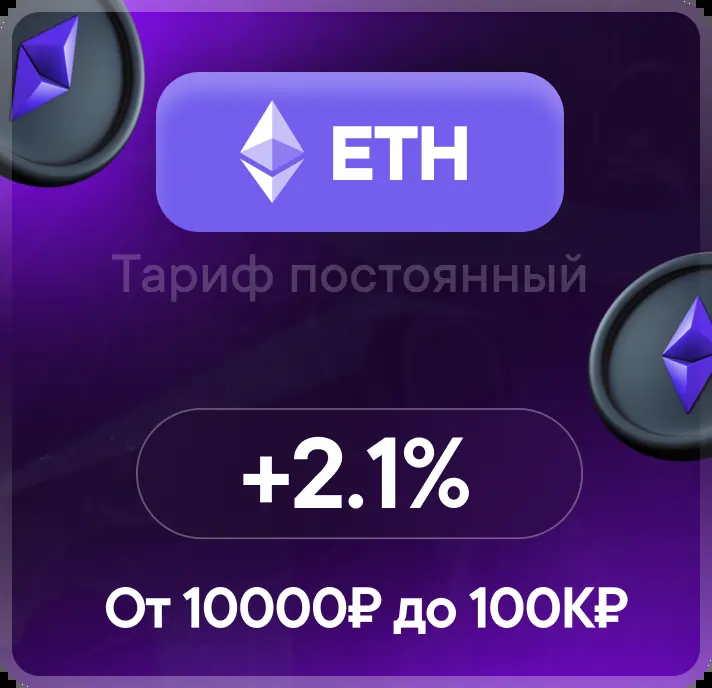 ETH
Тариф постоянный
+2.1%
От 10000₽ до 100К₽